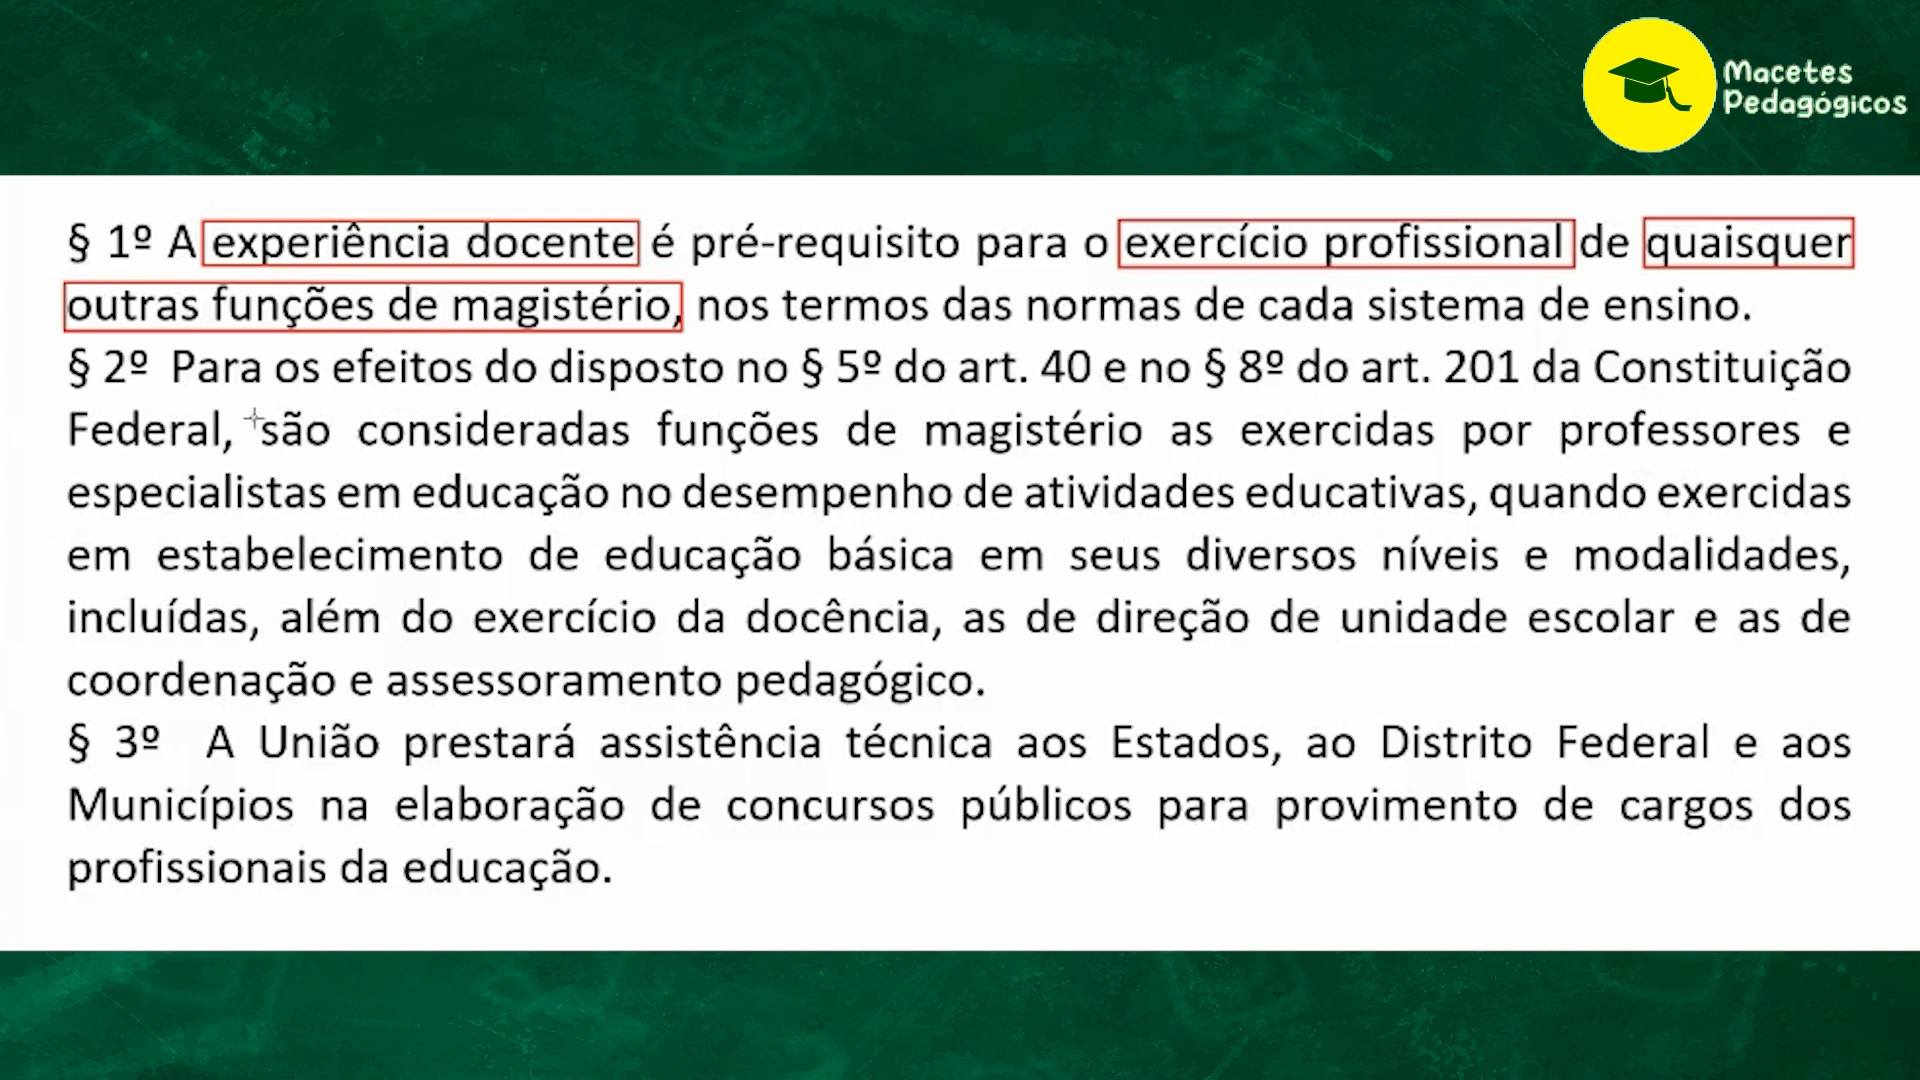 Macetes
Pedagógicos
§ 1º A experiência docente é pré-requisito para o exercício profissional de quaisquer
outras funções de magistério, nos termos das normas de cada sistema de ensino.
§ 2º Para os efeitos do disposto no § 5º do art. 40 e no § 8º do art. 201 da Constituição
Federal, são consideradas funções de magistério as exercidas por professores e
especialistas em educação no desempenho de atividades educativas, quando exercidas
em estabelecimento de educação básica em seus diversos níveis e modalidades,
incluídas, além do exercício da docência, as de direção de unidade escolar e as de
coordenação e assessoramento pedagógico.
§ 3º A União prestará assistência técnica aos Estados, ao Distrito Federal e aos
Municípios na elaboração de concursos públicos para provimento de cargos dos
profissionais da educação.